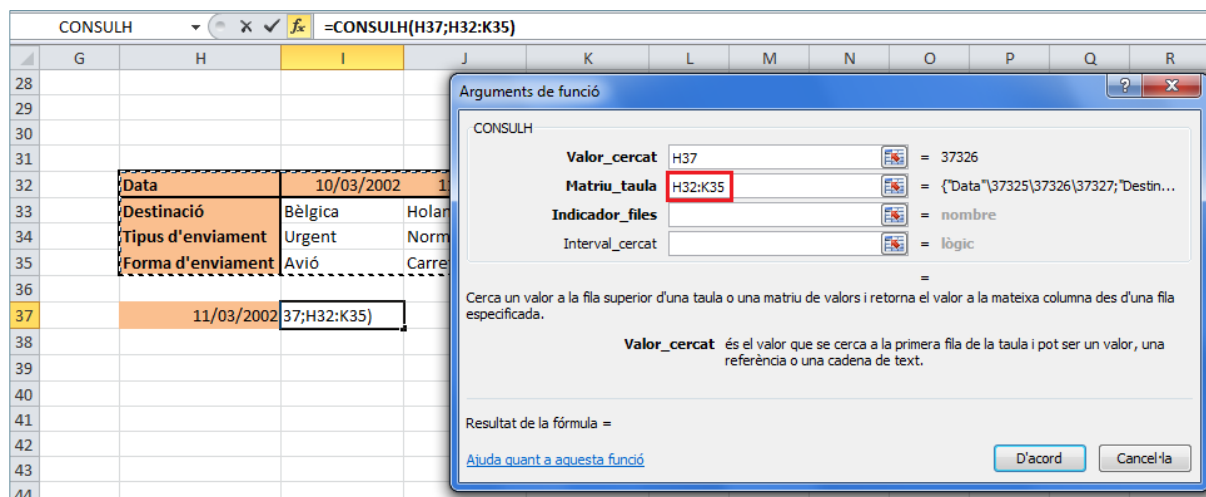 CONSULH fx =CONSULH(H37;H32:K35)
G H I J K L M N O P Q R
28
29
30
31
32 Data 10/03/2002 1
33 Destinació Bèlgica Holan
34 Tipus d'enviament Urgent Norm
35 Forma d'enviament Avió Carre
36
37 11/03/2002 37;H32:K35)
38
39
40
41
42
43
44
Arguments de funció ? X
CONSULH
Valor_cercat H37 = 37326
Matriu_taula H32:K35 = {"Data"\37325\37326\37327;"Destin...
Indicador_files = nombre
Interval_cercat = lògic
=
Cerca un valor a la fila superior d'una taula o una matriu de valors i retorna el valor a la mateixa columna des d'una fila
especificada.
Valor_cercat és el valor que se cerca a la primera fila de la taula i pot ser un valor, una
referència o una cadena de text.
Resultat de la fórmula =
Ajuda quant a aquesta funció D'acord Cancel·la